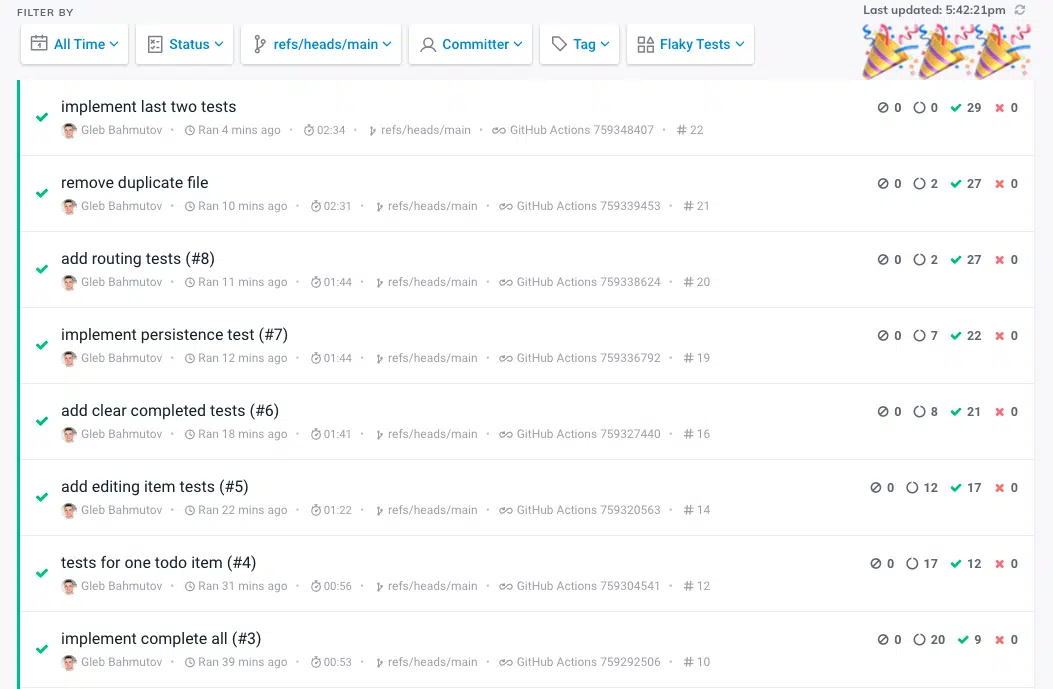 FILTER BY
Last updated: 5:42:21pm
All Time Status refs/heads/main Committer Tag Flaky Tests
implement last two tests 0 0 29 0
Gleb Bahmutov • Ran 4 mins ago • 02:34 • refs/heads/main • GitHub Actions 759348407 • # 22
remove duplicate file 0 2 27 0
Gleb Bahmutov • Ran 10 mins ago • 02:31 • refs/heads/main • GitHub Actions 759339453 • # 21
add routing tests (#8) 0 2 27 0
Gleb Bahmutov • Ran 11 mins ago • 01:44 • refs/heads/main • GitHub Actions 759338624 • # 20
implement persistence test (#7) 0 7 22 0
Gleb Bahmutov • Ran 12 mins ago • 01:44 • refs/heads/main • GitHub Actions 759336792 • # 19
add clear completed tests (#6) 0 8 21 0
Gleb Bahmutov • Ran 18 mins ago • 01:41 • refs/heads/main • GitHub Actions 759327440 • # 16
add editing item tests (#5) 0 12 17 0
Gleb Bahmutov • Ran 22 mins ago • 01:22 • refs/heads/main • GitHub Actions 759320563 • # 14
tests for one todo item (#4) 0 17 12 0
Gleb Bahmutov • Ran 31 mins ago • 00:56 • refs/heads/main • GitHub Actions 759304541 • # 12
implement complete all (#3) 0 20 9 0
Gleb Bahmutov • Ran 39 mins ago • 00:53 • refs/heads/main • GitHub Actions 759292506 • # 10